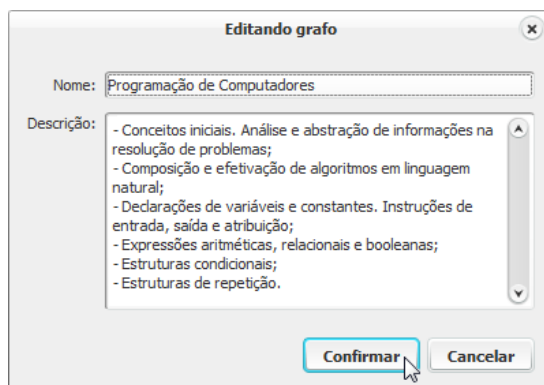 Editando grafo
Nome: Programação de Computadores
Descrição:
- Conceitos iniciais. Análise e abstração de informações na
resolução de problemas;
- Composição e efetivação de algoritmos em linguagem
natural;
- Declarações de variáveis e constantes. Instruções de
entrada, saída e atribuição;
- Expressões aritméticas, relacionais e booleanas;
- Estruturas condicionais;
- Estruturas de repetição.
Confirmar Cancelar